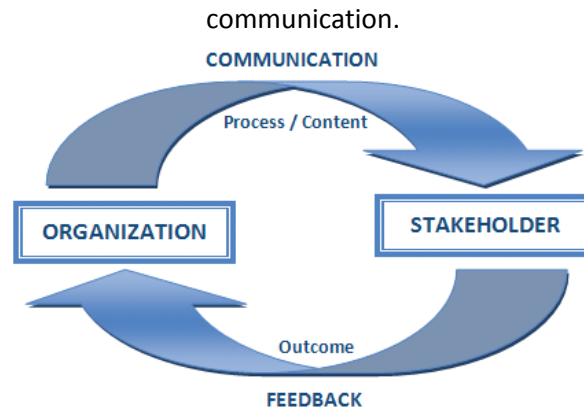 communication.
COMMUNICATION
Process / Content
ORGANIZATION
STAKEHOLDER
Outcome
FEEDBACK